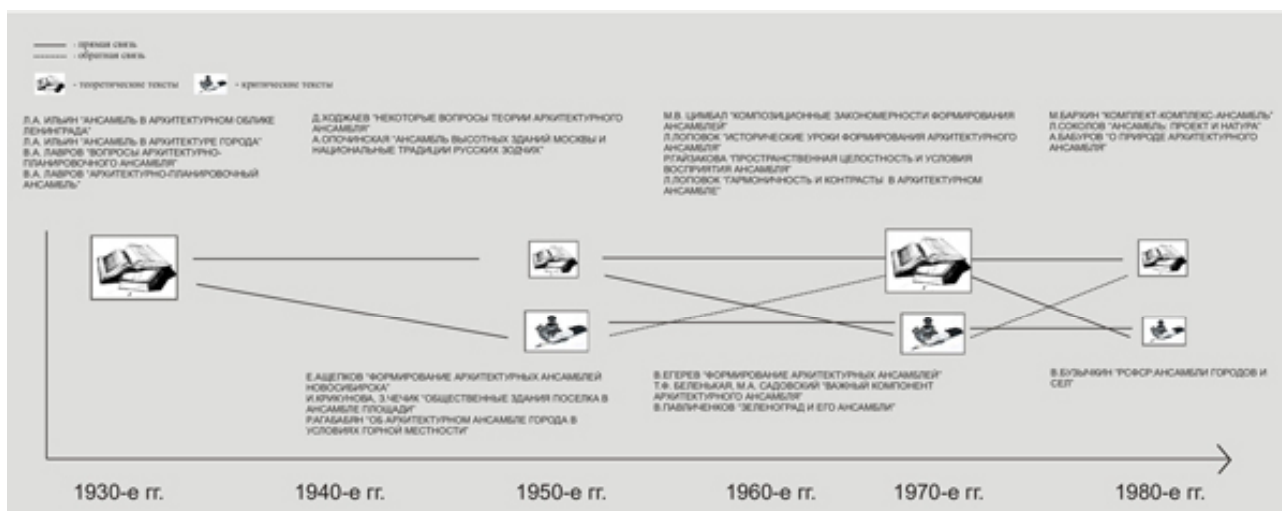 - прямая связь
- обратная связь
- теоретические тексты
- критические тексты
Л.А. ИЛЬИН "АНСАМБЛЬ В АРХИТЕКТУРНОМ ОБЛИКЕ
ЛЕНИНГРАДА"
Л.А. ИЛЬИН "АНСАМБЛЬ В АРХИТЕКТУРЕ ГОРОДА"
В.А. ЛАВРОВ "ВОПРОСЫ АРХИТЕКТУРНО-
ПЛАНИРОВОЧНОГО АНСАМБЛЯ"
В.А. ЛАВРОВ "АРХИТЕКТУРНО-ПЛАНИРОВОЧНЫЙ
АНСАМБЛЬ"
Д.ХОДЖАЕВ "НЕКОТОРЫЕ ВОПРОСЫ ТЕОРИИ АРХИТЕКТУРНОГО
АНСАМБЛЯ"
А.ОПОЧИНСКАЯ "АНСАМБЛЬ ВЫСОТНЫХ ЗДАНИЙ МОСКВЫ И
НАЦИОНАЛЬНЫЕ ТРАДИЦИИ РУССКИХ ЗОДЧИХ"
М.В. ЦИМБАЛ "КОМПОЗИЦИОННЫЕ ЗАКОНОМЕРНОСТИ ФОРМИРОВАНИЯ
АНСАМБЛЕЙ"
Л.ЛОПОВОК "ИСТОРИЧЕСКИЕ УРОКИ ФОРМИРОВАНИЯ АРХИТЕКТУРНОГО
АНСАМБЛЯ"
Р.ГАЙЗАКОВА "ПРОСТРАНСТВЕННАЯ ЦЕЛОСТНОСТЬ И УСЛОВИЯ
ВОСПРИЯТИЯ АНСАМБЛЯ"
Л.ЛОПОВОК "ГАРМОНИЧНОСТЬ И КОНТРАСТЫ В АРХИТЕКТУРНОМ
АНСАМБЛЕ"
М.БАРХИН "КОМПЛЕКТ-КОМПЛЕКС-АНСАМБЛЬ"
Л.СОКОЛОВ "АНСАМБЛЬ: ПРОЕКТ И НАТУРА"
А.БАБУРОВ "О ПРИРОДЕ АРХИТЕКТУРНОГО
АНСАМБЛЯ"
Е.АЩЕПКОВ "ФОРМИРОВАНИЕ АРХИТЕКТУРНЫХ АНСАМБЛЕЙ
НОВОСИБИРСКА"
И.КРИКУНОВА, З.ЧЕЧИК "ОБЩЕСТВЕННЫЕ ЗДАНИЯ ПОСЕЛКА В
АНСАМБЛЕ ПЛОЩАДИ"
Р.АГАБАБЯН "ОБ АРХИТЕКТУРНОМ АНСАМБЛЕ ГОРОДА В
УСЛОВИЯХ ГОРНОЙ МЕСТНОСТИ"
В.ЕГЕРЕВ "ФОРМИРОВАНИЕ АРХИТЕКТУРНЫХ АНСАМБЛЕЙ"
Т.Ф. БЕЛЕНЬКАЯ, М.А. САДОВСКИЙ "ВАЖНЫЙ КОМПОНЕНТ
АРХИТЕКТУРНОГО АНСАМБЛЯ"
В.ПАВЛИЧЕНКОВ "ЗЕЛЕНОГРАД И ЕГО АНСАМБЛИ"
В.БУЗЫЧКИН "РСФСР:АНСАМБЛИ ГОРОДОВ И
СЕЛ"
1930-е гг.
1940-е гг.
1950-е гг.
1960-е гг.
1970-е гг.
1980-е гг.